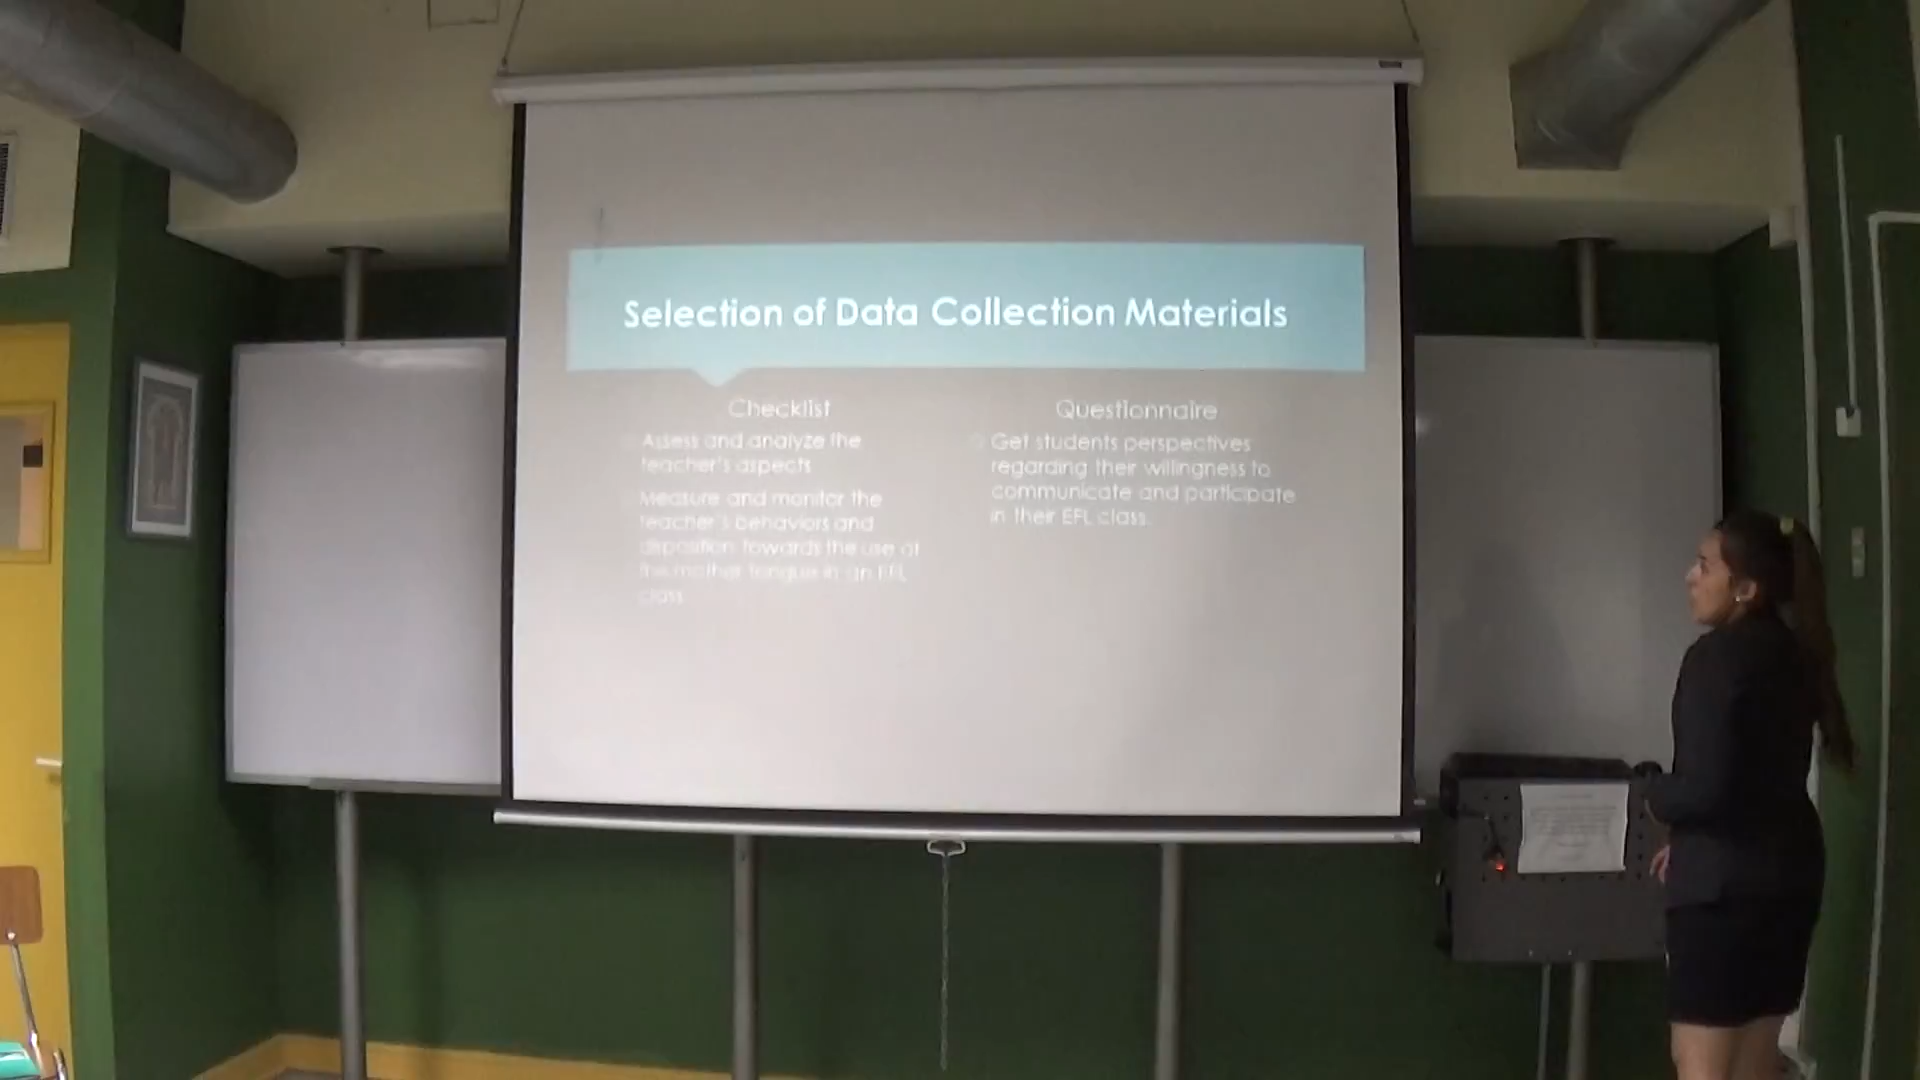 Selection of Data Collection Materials
Checklist
Assess and analyze the
teacher's aspects
Measure and monitor the
teacher's behaviors and
disposition towards the use of
the mother tongue in an EFL
class
Questionnaire
Get students perspectives
regarding their willingness to
communicate and participate
in their EFL class.